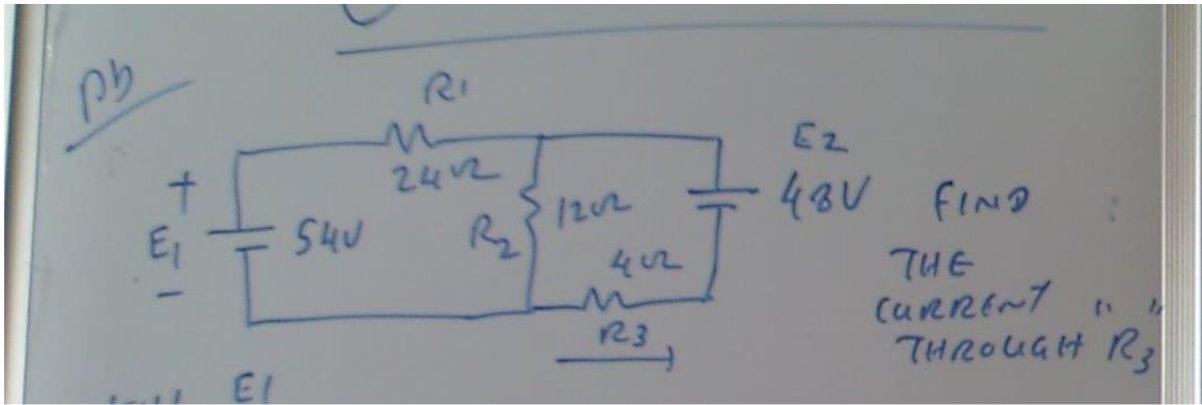 Pb
R1
24Ω
+
E1
-
54V
R2
12Ω
4Ω
R3
E2
48V
FIND
THE
CURRENT " "
THROUGH R3
E1